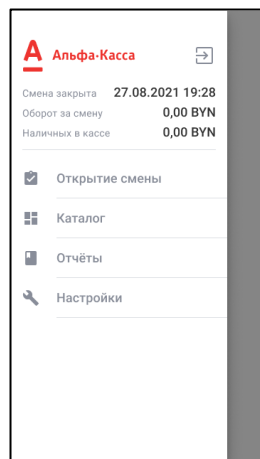 Альфа·Касса
Смена закрыта 27.08.2021 19:28
Оборот за смену 0,00 BYN
Наличных в кассе 0,00 BYN
Открытие смены
Каталог
Отчёты
Настройки